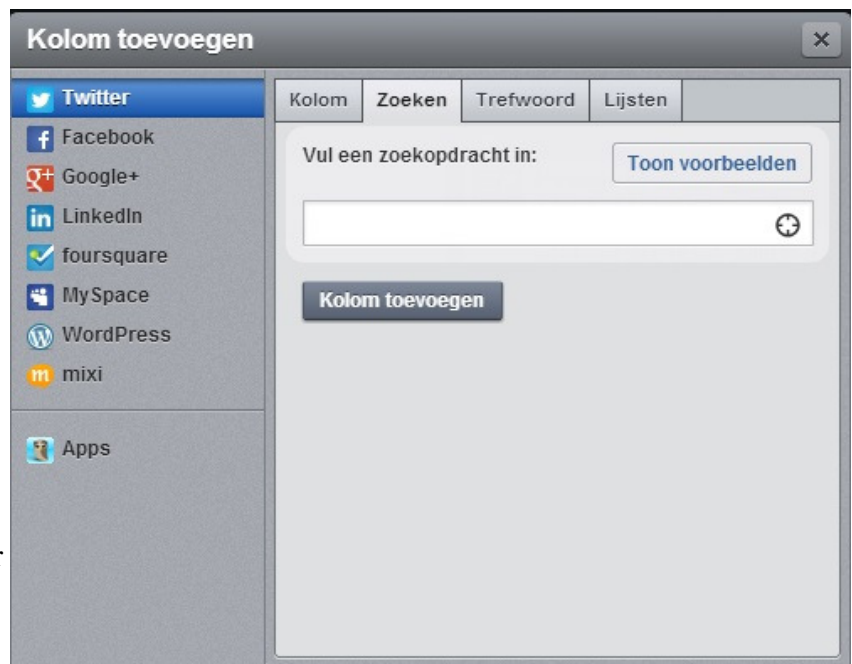 Kolom toevoegen
Twitter
Facebook
Google+
LinkedIn
foursquare
MySpace
WordPress
mixi
Apps
Kolom Zoeken Trefwoord Lijsten
Vul een zoekopdracht in: Toon voorbeelden
Kolom toevoegen